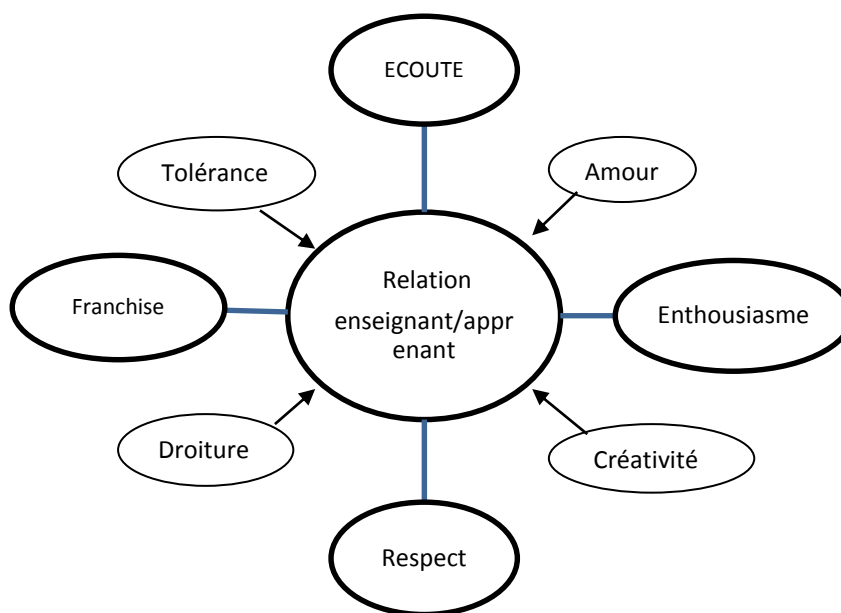 ECOUTE
Tolérance
Amour
Relation
enseignant/appr
enant
Franchise
Enthousiasme
Droiture
Créativité
Respect